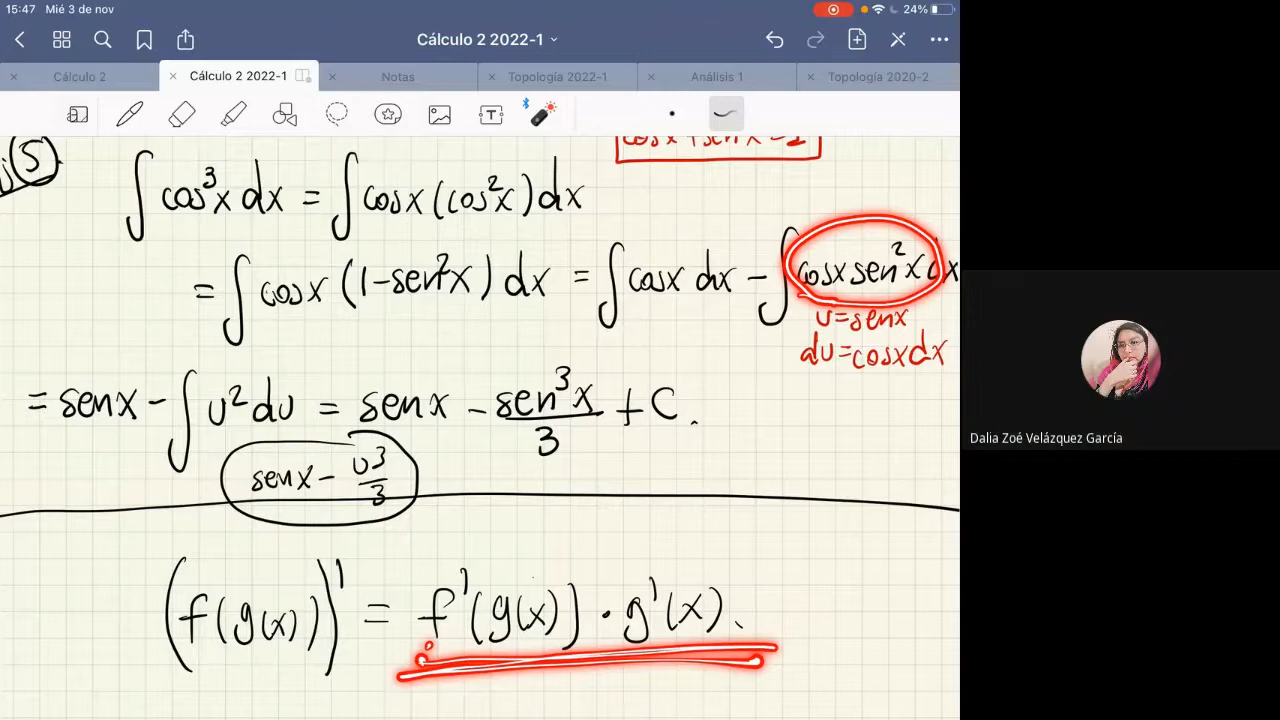 15:47 Mié 3 de nov 24%
Cálculo 2 2022-1
Cálculo 2 Cálculo 2 2022-1 Notas Topología 2022-1 Análisis 1 Topología 2020-2
(5)
∫ cos³x dx = ∫ cosx (cos²x) dx
= ∫ cosx (1-sen²x) dx = ∫ cosx dx - ∫ cosx sen²x dx
u=senx
du=cosxdx
= senx - ∫ u² du = senx - sen³x/3 + C.
senx - u³/3
(f(g(x)))' = f'(g(x)) · g'(x).
Dalia Zoé Velázquez García